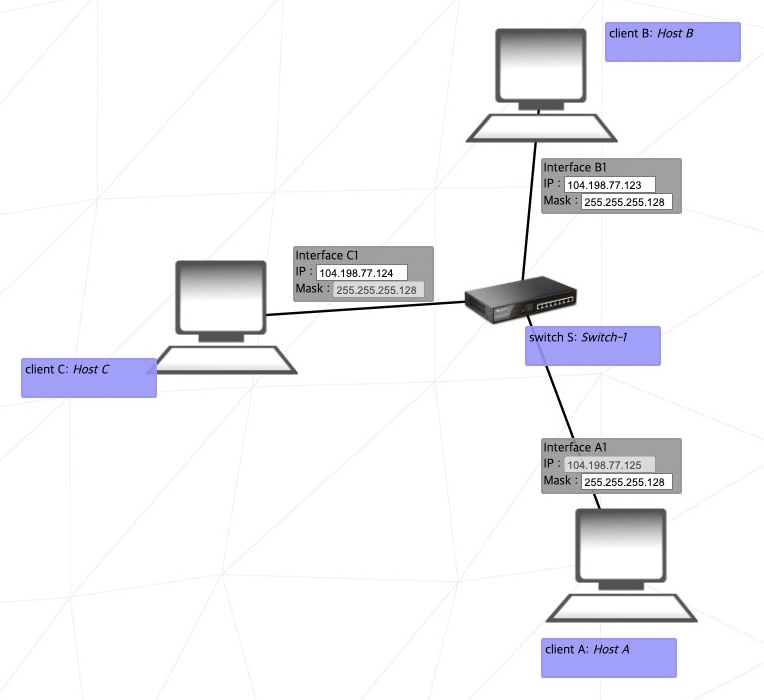 client B: Host B
Interface B1
IP : 104.198.77.123
Mask : 255.255.255.128
Interface C1
IP : 104.198.77.124
Mask : 255.255.255.128
switch S: Switch-1
client C: Host C
Interface A1
IP : 104.198.77.125
Mask : 255.255.255.128
client A: Host A